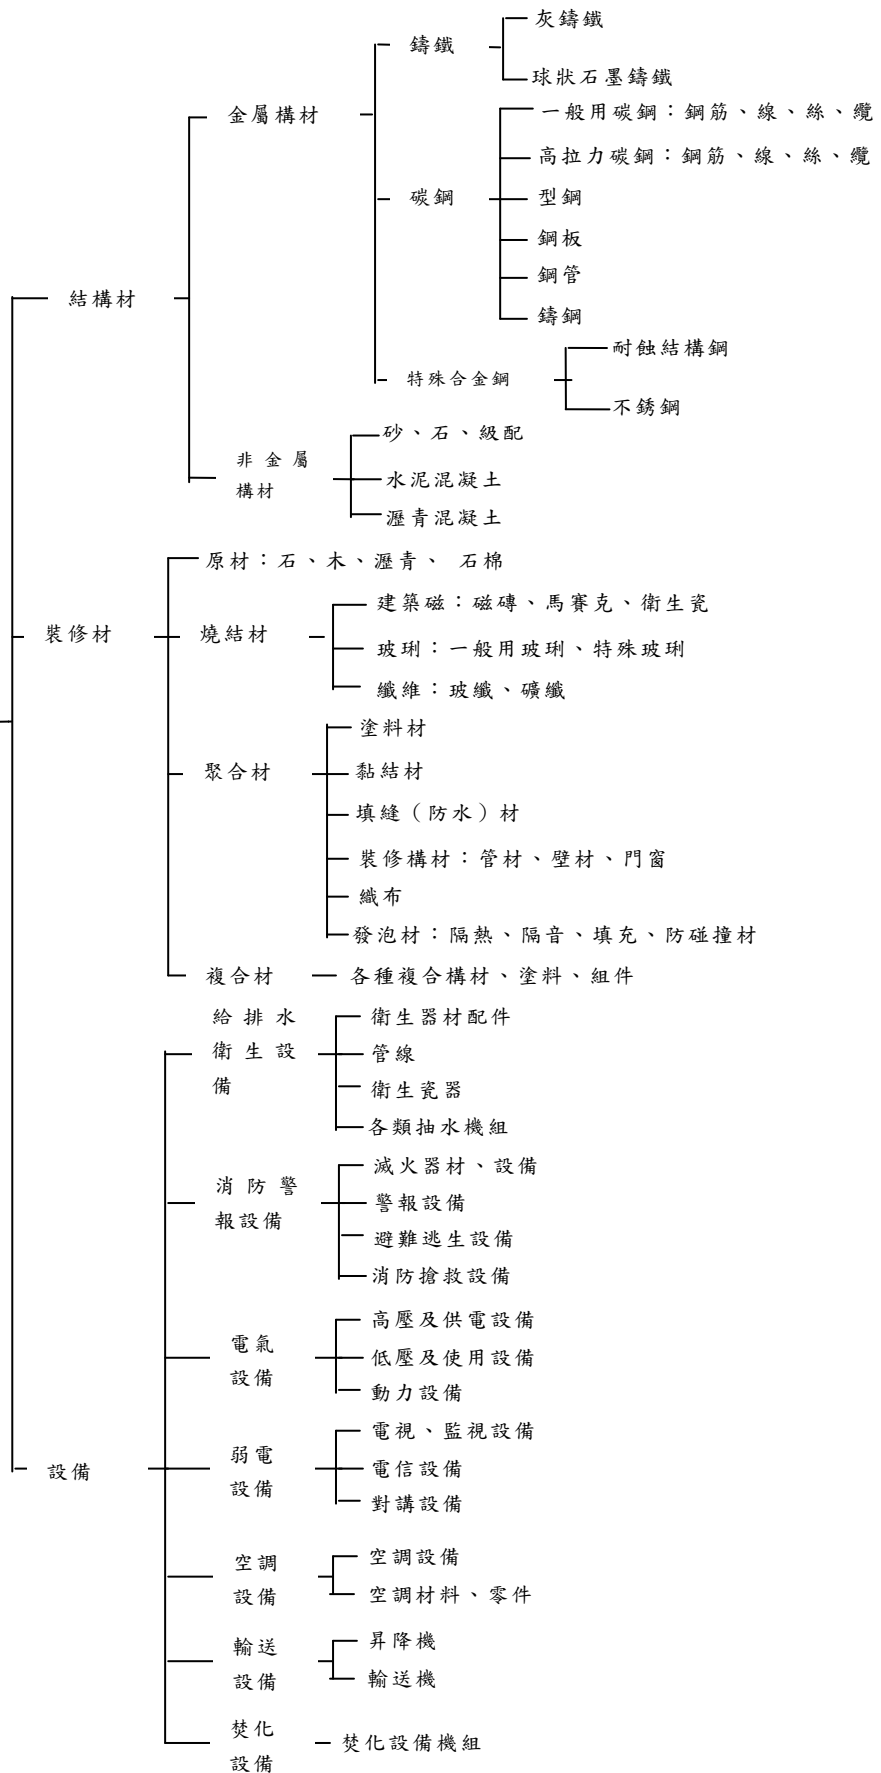 灰鑄鐵
鑄鐵
球狀石墨鑄鐵
金屬構材
一般用碳鋼：鋼筋、線、絲、纜
高拉力碳鋼：鋼筋、線、絲、纜
碳鋼
型鋼
鋼板
鋼管
鑄鋼
結構材
耐蝕結構鋼
特殊合金鋼
不銹鋼
砂、石、級配
非金屬
構材
水泥混凝土
瀝青混凝土
原材：石、木、瀝青、 石棉
建築磁：磁磚、馬賽克、衛生瓷
裝修材
燒結材
玻琍：一般用玻琍、特殊玻琍
纖維：玻纖、礦纖
塗料材
聚合材
黏結材
填縫（防水）材
裝修構材：管材、壁材、門窗
織布
發泡材：隔熱、隔音、填充、防碰撞材
複合材
各種複合構材、塗料、組件
給排水
衛生設
備
衛生器材配件
管線
衛生瓷器
各類抽水機組
滅火器材、設備
消防警
報設備
警報設備
避難逃生設備
消防搶救設備
高壓及供電設備
電氣
設備
低壓及使用設備
動力設備
電視、監視設備
設備
弱電
設備
電信設備
對講設備
空調
設備
空調設備
空調材料、零件
輸送
設備
昇降機
輸送機
焚化
設備
焚化設備機組